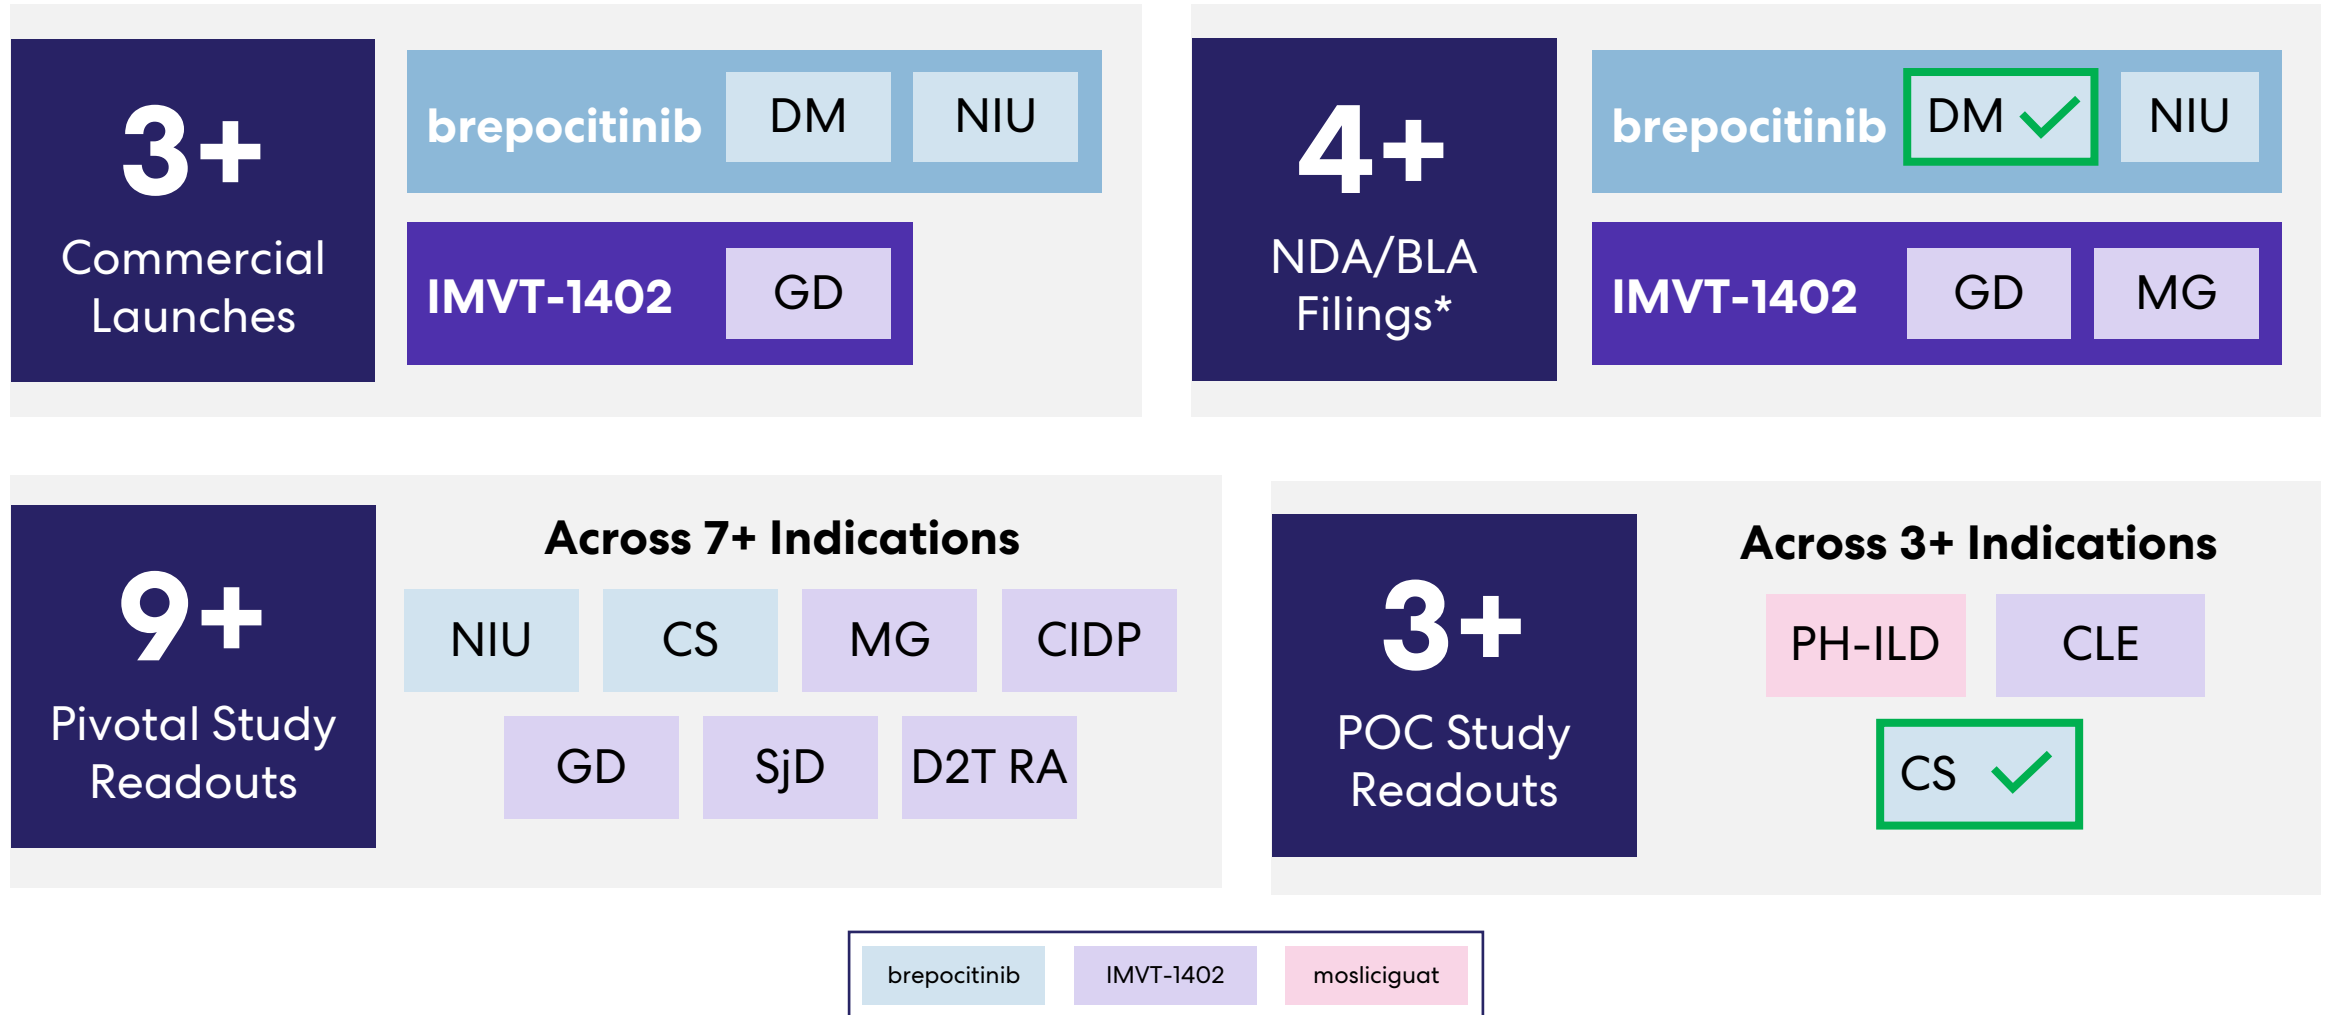 3+
Commercial
Launches
brepocitinib DM NIU
IMVT-1402 GD
4+
NDA/BLA
Filings*
brepocitinib DM ✓ NIU
IMVT-1402 GD MG
9+
Pivotal Study
Readouts
Across 7+ Indications
NIU CS MG CIDP
GD SjD D2T RA
3+
POC Study
Readouts
Across 3+ Indications
PH-ILD CLE
CS ✓
brepocitinib IMVT-1402 mosliciguat